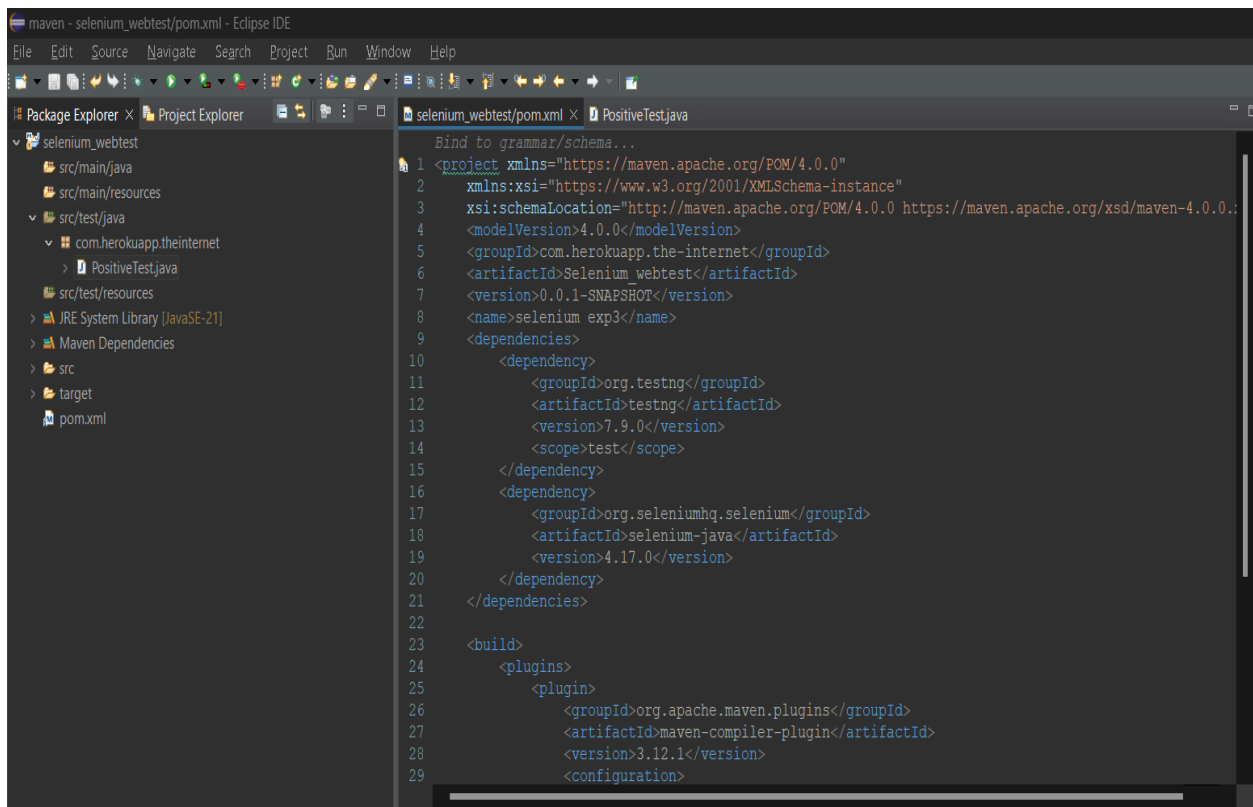 maven - selenium_webtest/pom.xml - Eclipse IDE
File Edit Source Navigate Search Project Run Window Help
Package Explorer × Project Explorer
selenium_webtest
src/main/java
src/main/resources
src/test/java
com.herokuapp.theinternet
PositiveTest.java
src/test/resources
JRE System Library [JavaSE-21]
Maven Dependencies
src
target
pom.xml
selenium_webtest/pom.xml × PositiveTest.java
Bind to grammar/schema...
1 <project xmlns="https://maven.apache.org/POM/4.0.0"
2 xmlns:xsi="https://www.w3.org/2001/XMLSchema-instance"
3 xsi:schemaLocation="http://maven.apache.org/POM/4.0.0 https://maven.apache.org/xsd/maven-4.0.0.
4 <modelVersion>4.0.0</modelVersion>
5 <groupId>com.herokuapp.the-internet</groupId>
6 <artifactId>Selenium_webtest</artifactId>
7 <version>0.0.1-SNAPSHOT</version>
8 <name>selenium exp3</name>
9 <dependencies>
10 <dependency>
11 <groupId>org.testng</groupId>
12 <artifactId>testng</artifactId>
13 <version>7.9.0</version>
14 <scope>test</scope>
15 </dependency>
16 <dependency>
17 <groupId>org.seleniumhq.selenium</groupId>
18 <artifactId>selenium-java</artifactId>
19 <version>4.17.0</version>
20 </dependency>
21 </dependencies>
22
23 <build>
24 <plugins>
25 <plugin>
26 <groupId>org.apache.maven.plugins</groupId>
27 <artifactId>maven-compiler-plugin</artifactId>
28 <version>3.12.1</version>
29 <configuration>